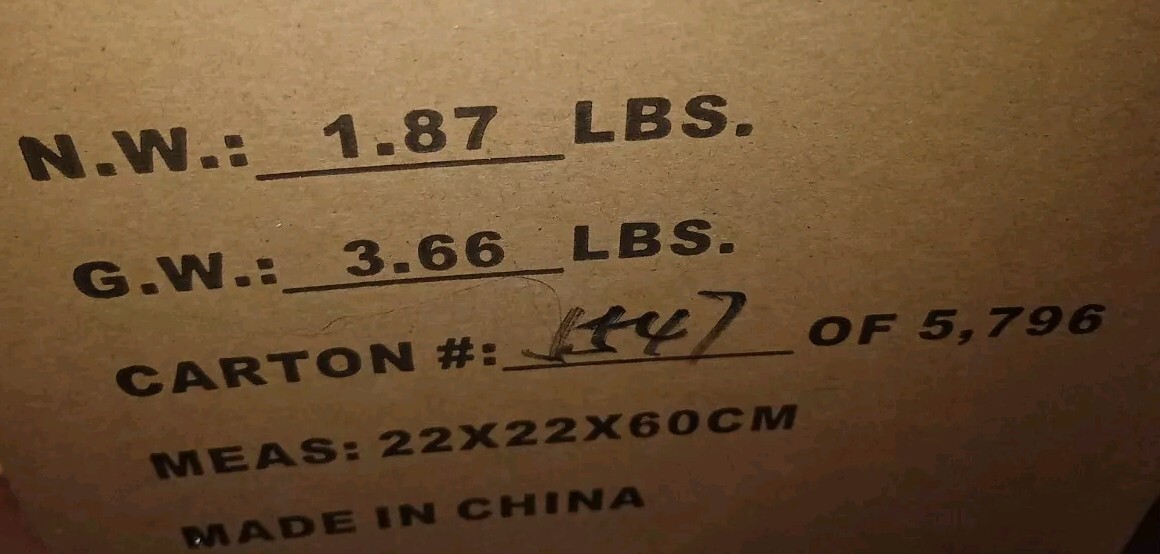 N.W.: 1.87 LBS.
G.W.: 3.66 LBS.
CARTON #: OF 5,796
MEAS: 22X22X60CM
MADE IN CHINA